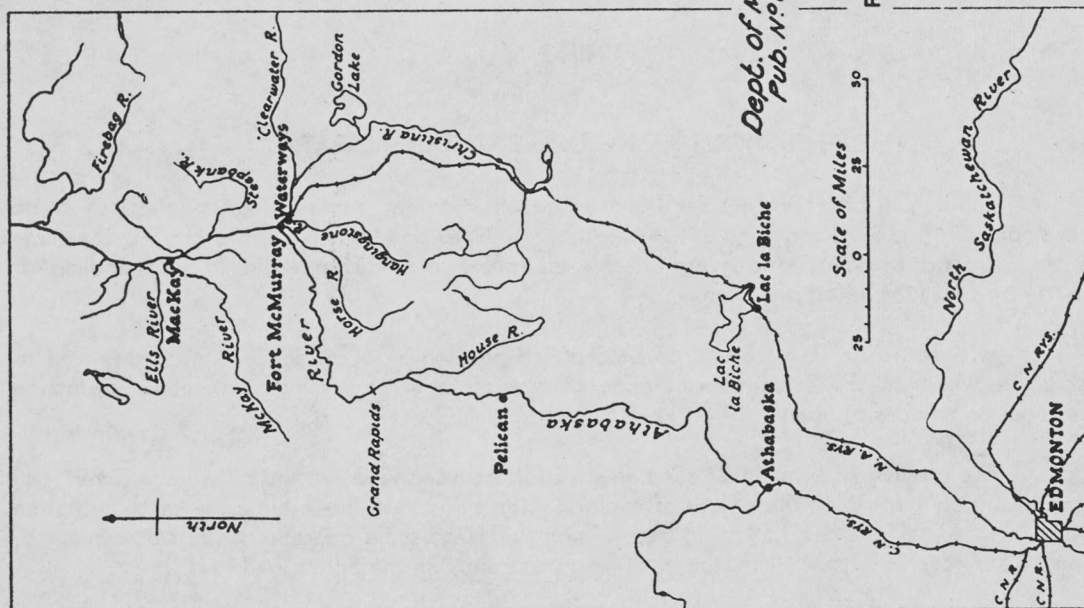 Firebag R.
Clearwater R.
Steepbank R.
Gordon Lake
Ells River
MacKay
Waterways
Fort McMurray
Christina R.
Hangingstone R.
McKay River
Horse R.
River
House R.
Grand Rapids
North
Pelican
Athabaska
Lac la Biche
Lac la Biche
Athabaska
N.A. RYS.
C.N. RYS.
Dept. of
Pub. No.
Scale of Miles
25 0 25 50
North Saskatchewan River
C.N. RYS.
EDMONTON
C.N.R.
C.N.R.